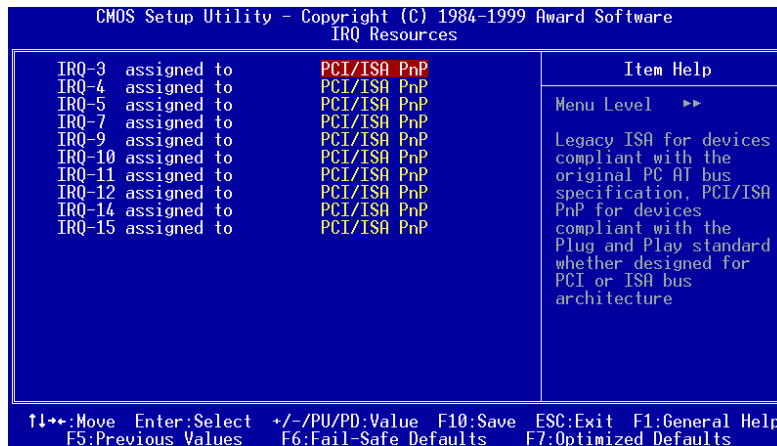 CMOS Setup Utility - Copyright (C) 1984-1999 Award Software
IRQ Resources
IRQ-3 assigned to PCI/ISA PnP
IRQ-4 assigned to PCI/ISA PnP
IRQ-5 assigned to PCI/ISA PnP
IRQ-7 assigned to PCI/ISA PnP
IRQ-9 assigned to PCI/ISA PnP
IRQ-10 assigned to PCI/ISA PnP
IRQ-11 assigned to PCI/ISA PnP
IRQ-12 assigned to PCI/ISA PnP
IRQ-14 assigned to PCI/ISA PnP
IRQ-15 assigned to PCI/ISA PnP
Item Help
Menu Level ►►
Legacy ISA for devices
compliant with the
original PC AT bus
specification, PCI/ISA
PnP for devices
compliant with the
Plug and Play standard
whether designed for
PCI or ISA bus
architecture
↑↓→←:Move Enter:Select +/-/PU/PD:Value F10:Save ESC:Exit F1:General Help
F5:Previous Values F6:Fail-Safe Defaults F7:Optimized Defaults